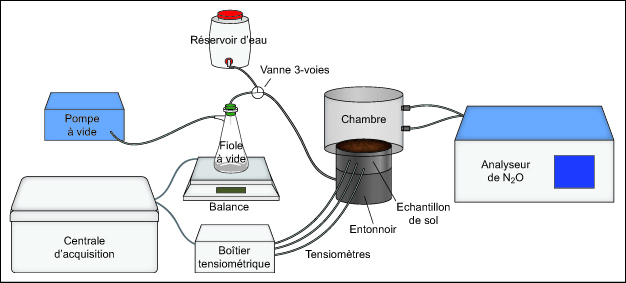 Réservoir d'eau
Vanne 3-voies
Pompe
à vide
Fiole
à vide
Chambre
Analyseur
de N₂O
Balance
Echantillon
de sol
Entonnoir
Centrale
d'acquisition
Boîtier
tensiométrique
Tensiomètres